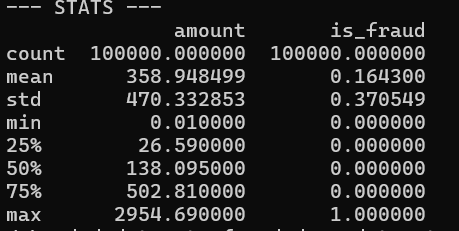 --- STATS ---
amount is_fraud
count 100000.000000 100000.000000
mean 358.948499 0.164300
std 470.332853 0.370549
min 0.010000 0.000000
25% 26.590000 0.000000
50% 138.095000 0.000000
75% 502.810000 0.000000
max 2954.690000 1.000000